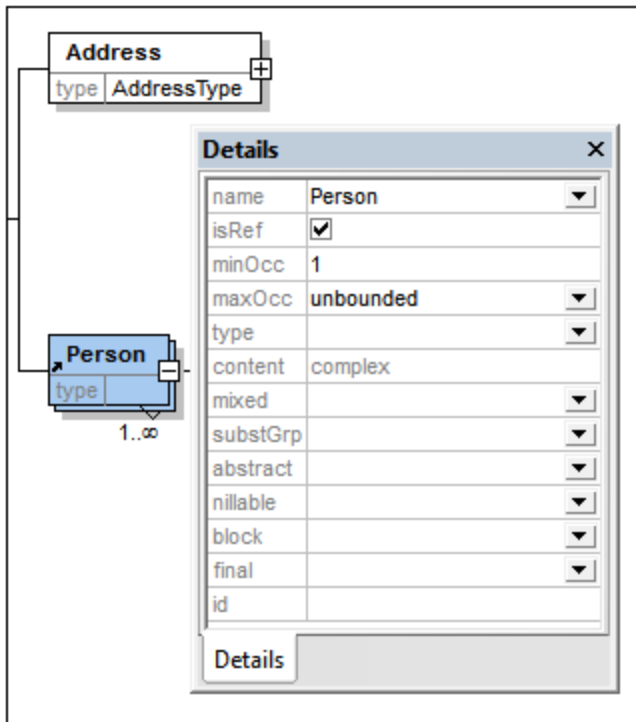 Address
type AddressType
Details
name Person
isRef
minOcc 1
maxOcc unbounded
type
content complex
mixed
substGrp
abstract
nillable
block
final
id
Details
Person
type
1..∞